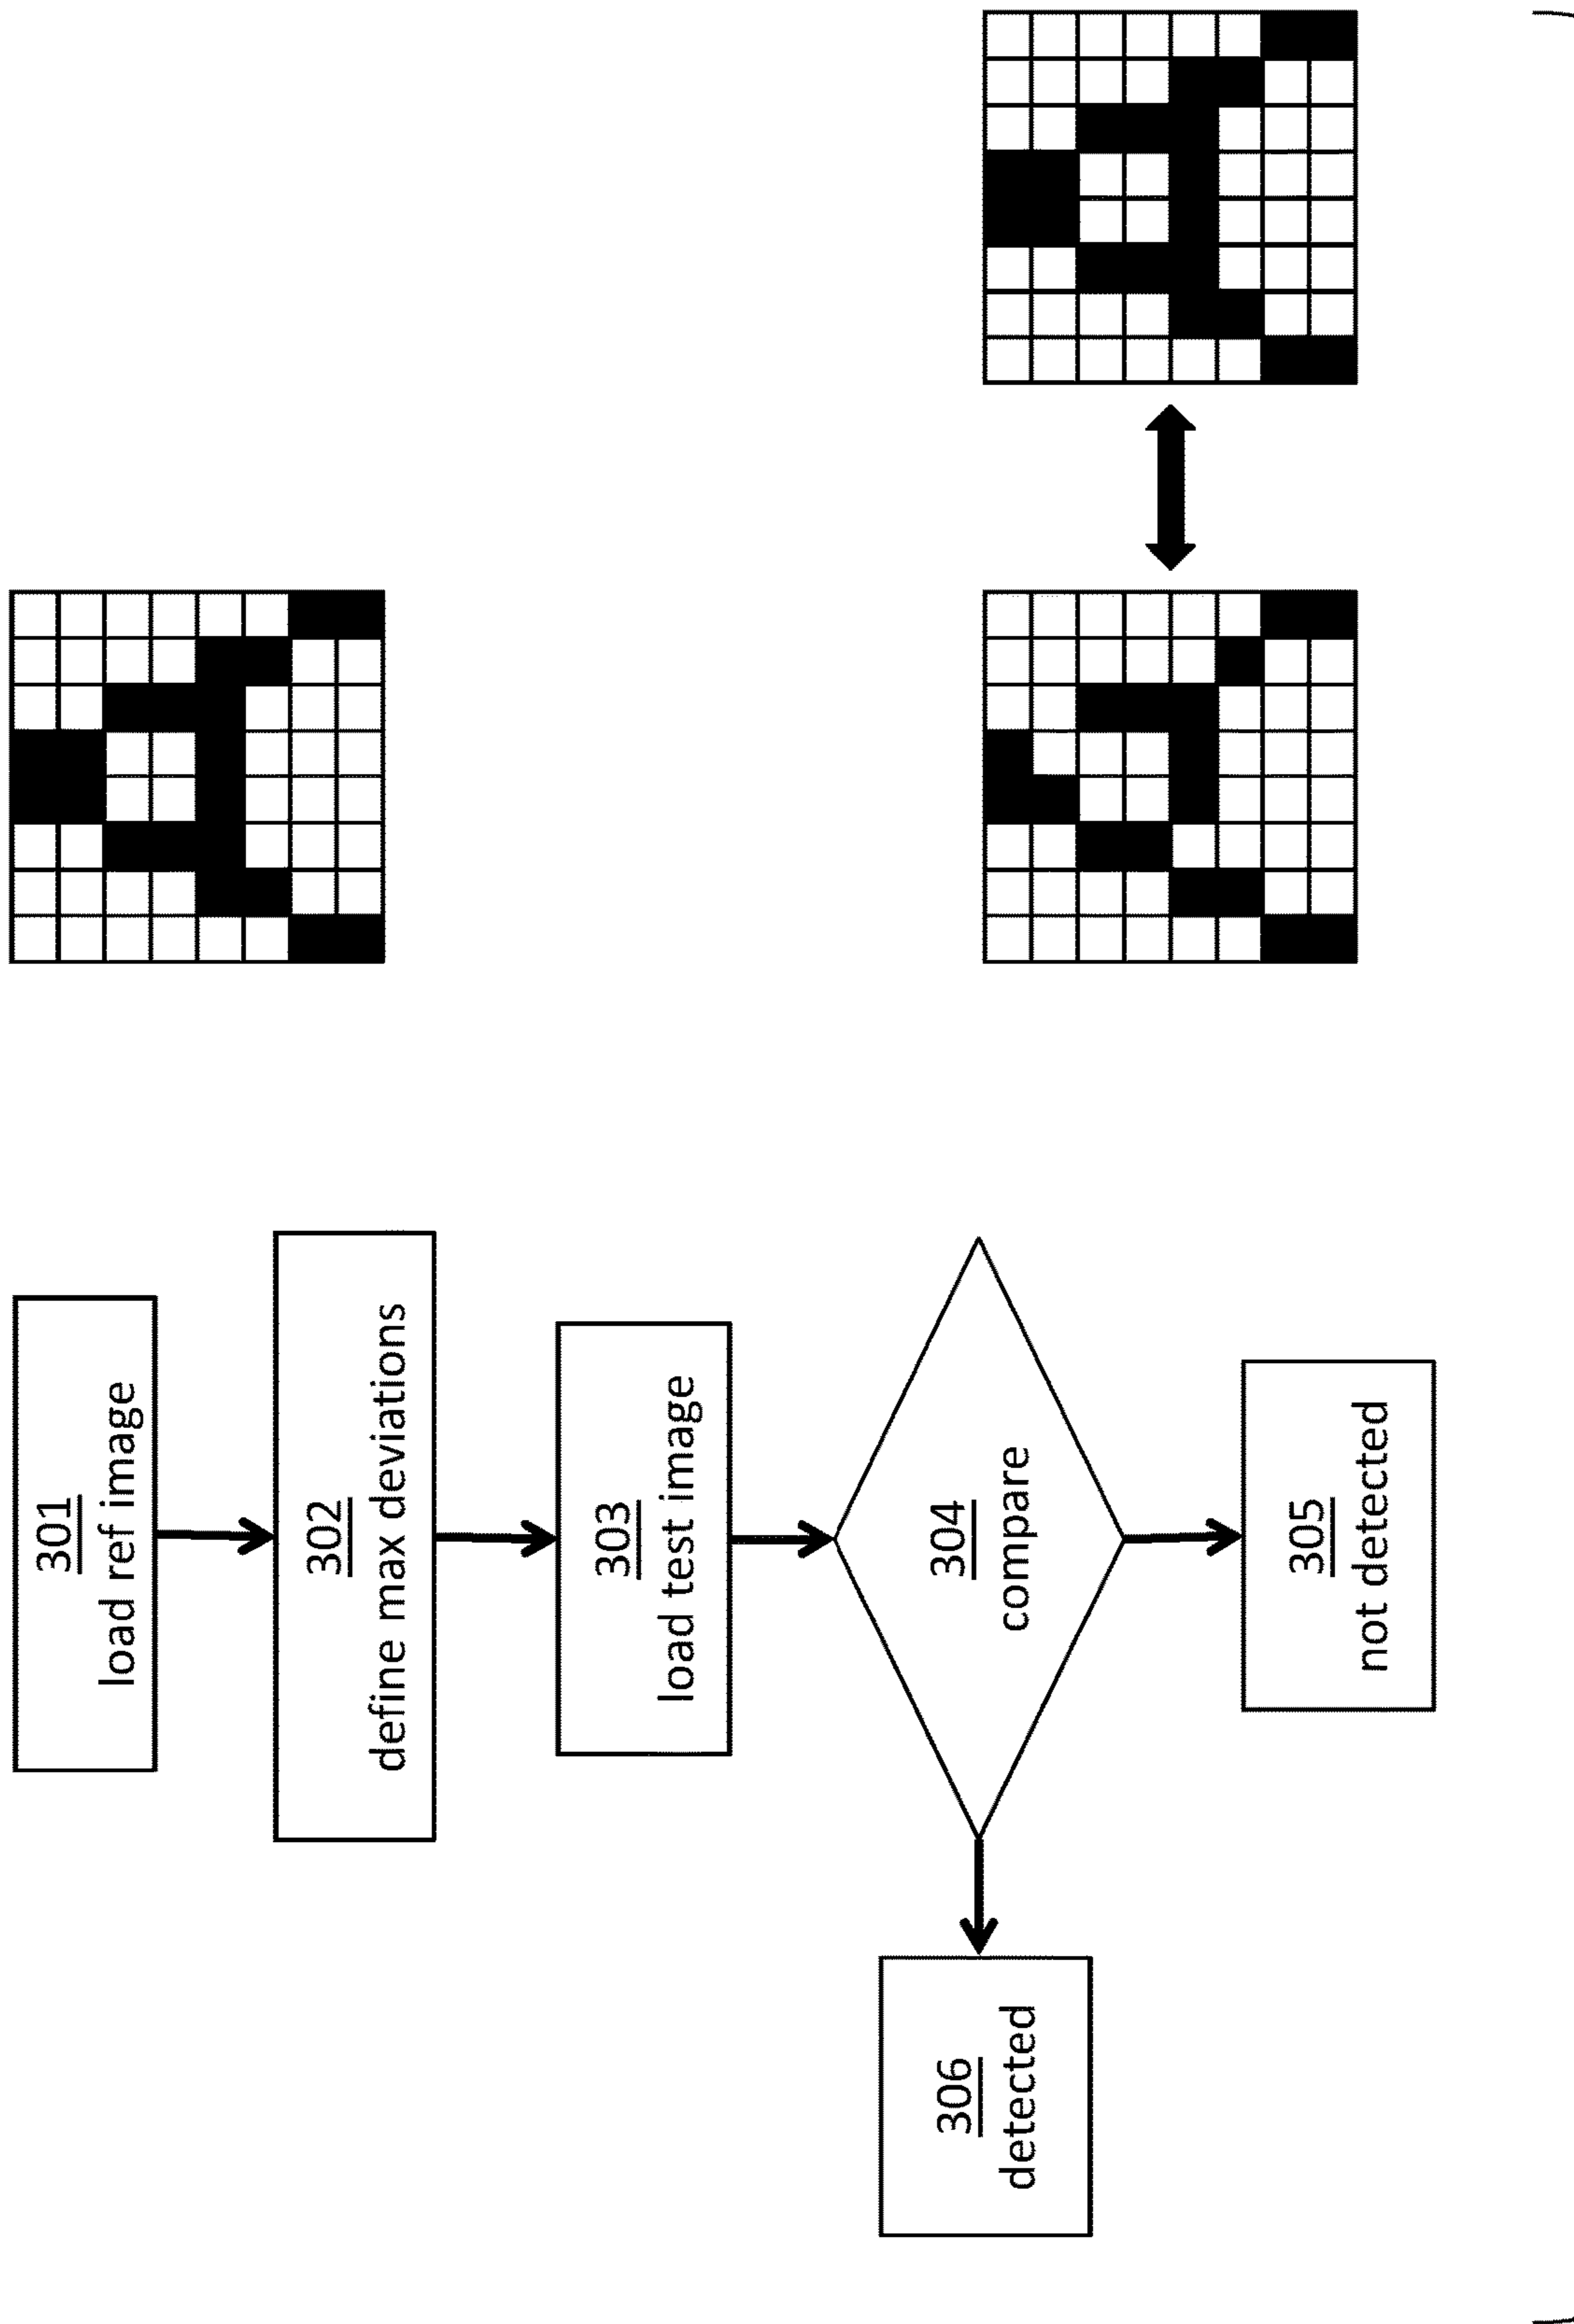 301
load ref image
302
define max deviations
303
load test image
304
compare
305
not detected
306
detected